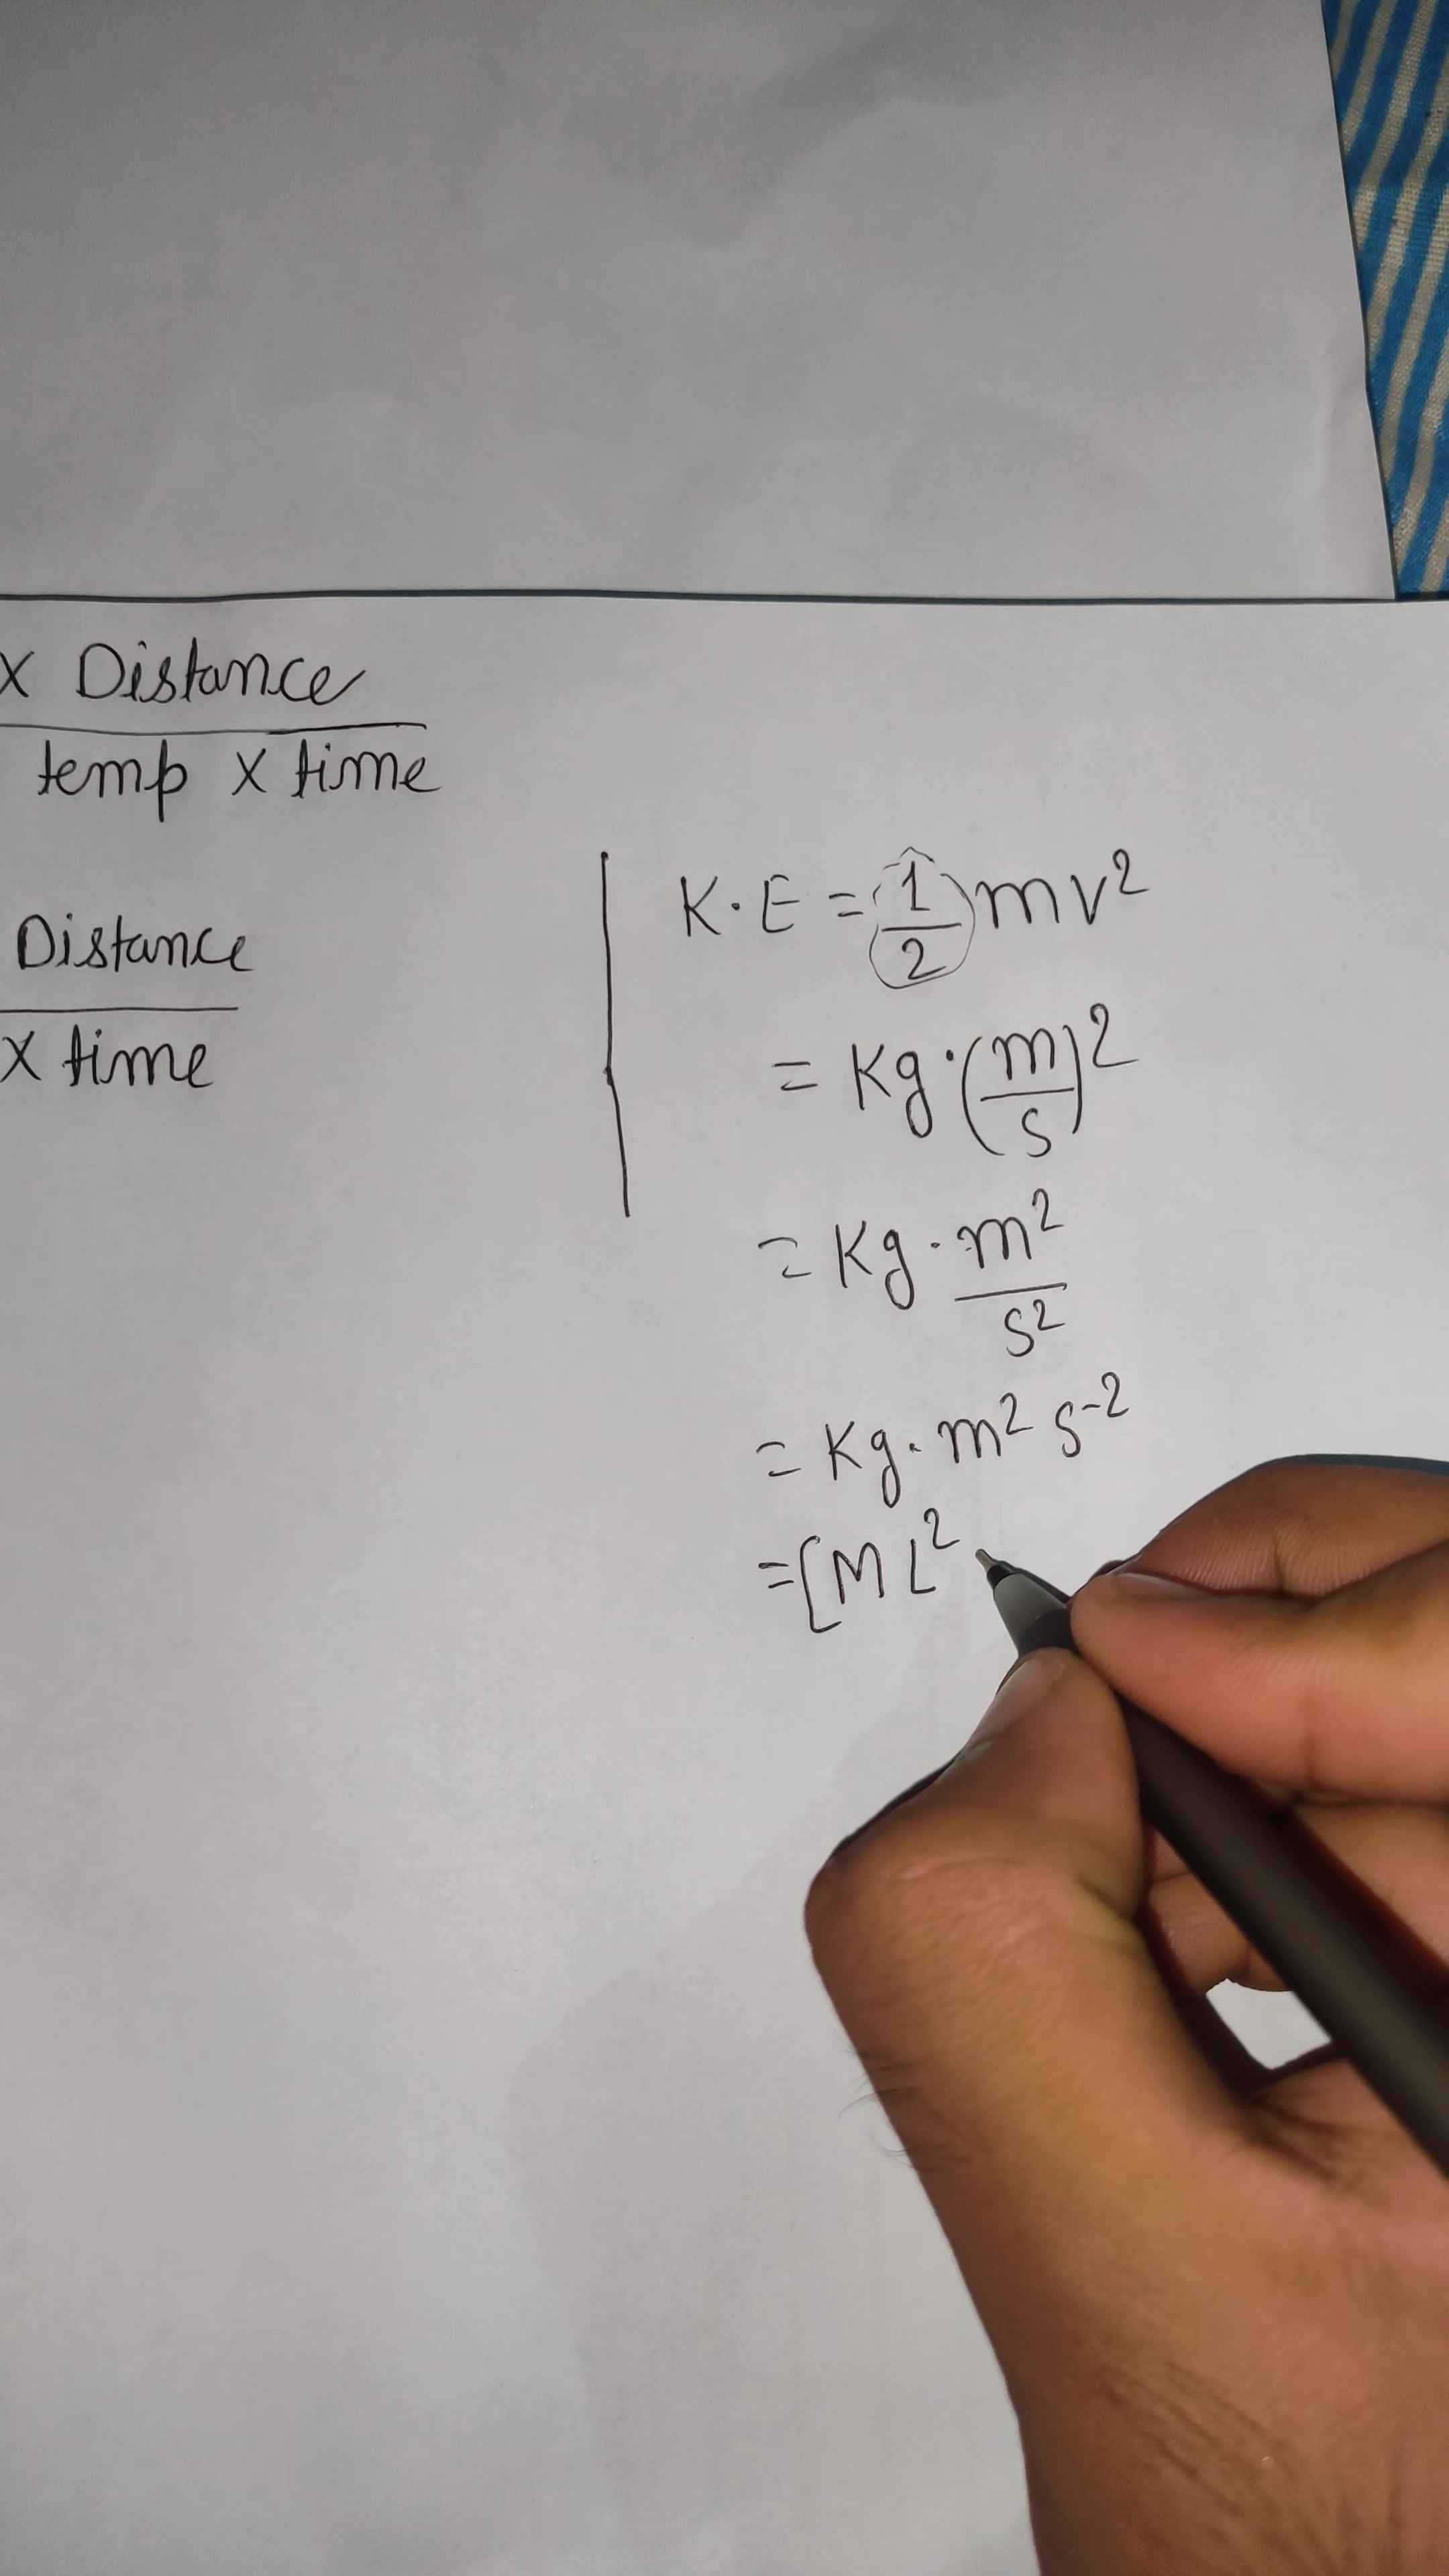 x Distance
temp x time
Distance
x time
K.E = 1/2 mv²
= Kg.(m/s)²
= Kg. m²/s²
= Kg. m² s⁻²
= [M L²